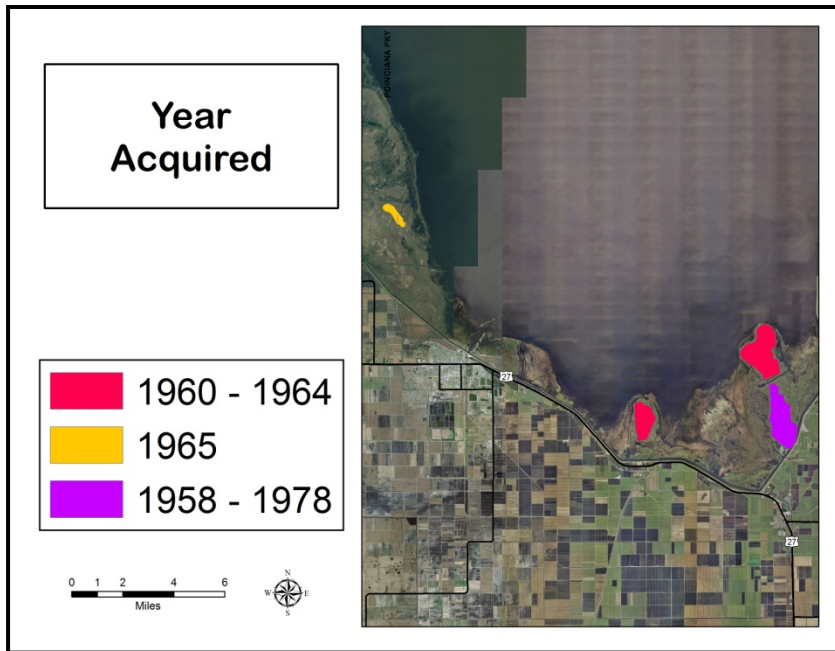 Year
Acquired
POINCIANA PKY
27
27
1960 - 1964
1965
1958 - 1978
0 1 2 4 6
Miles
N
W E
S